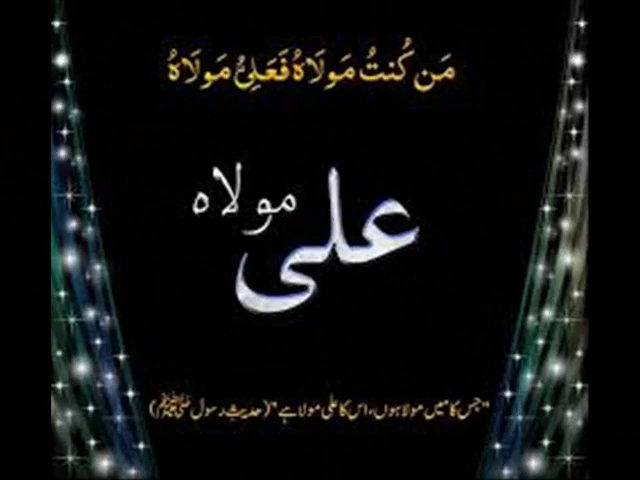 مَن كُنتُ مَولَاهُ فَعَلِيُّ مَولَاهُ
علی مولاہ
"جس کا میں مولا ہوں، اس کا علی مولا ہے" (حدیثِ رسول ﷺ)